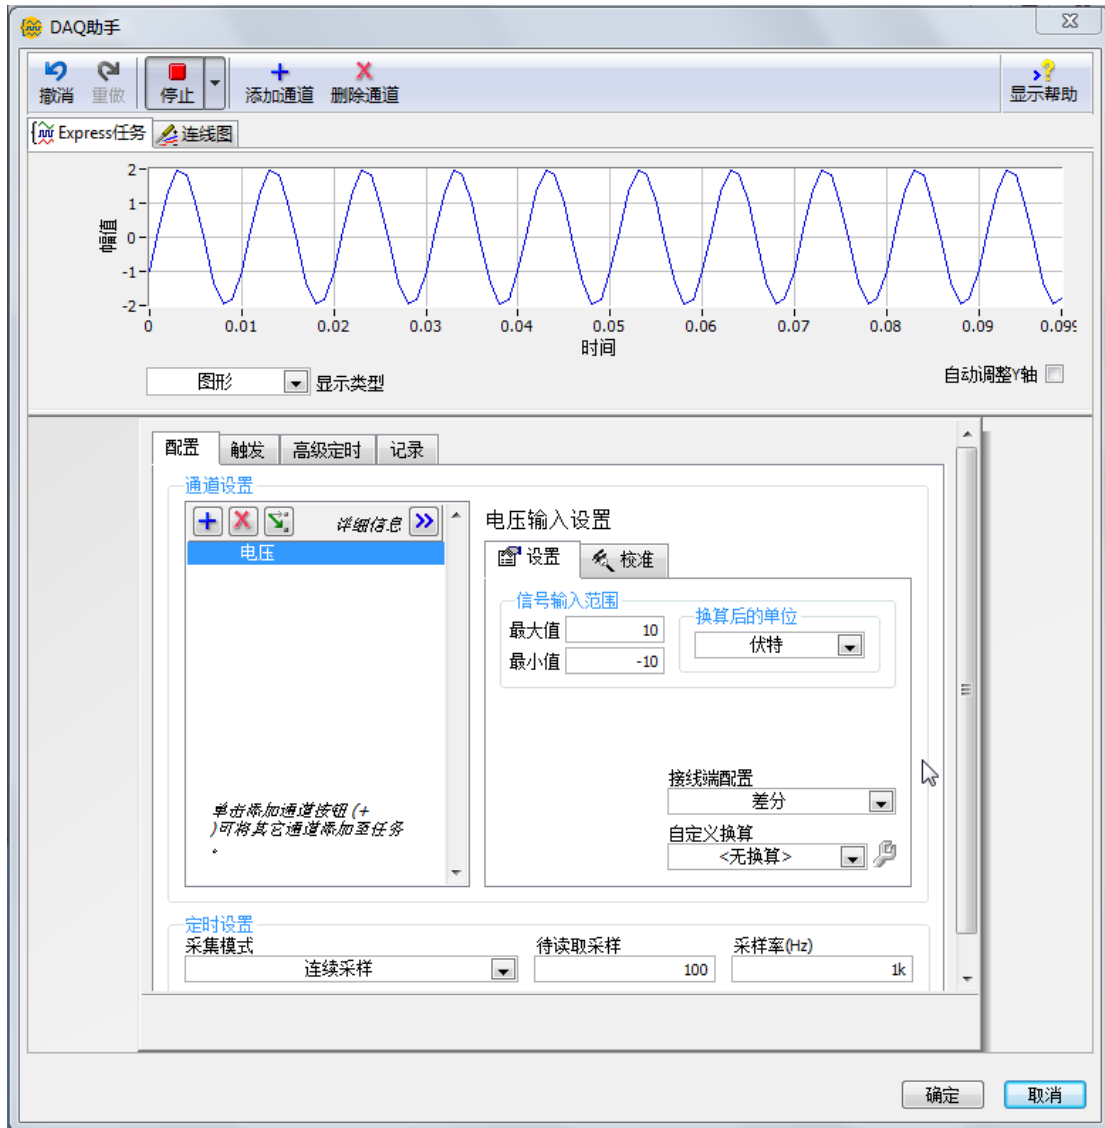 DAQ助手
撤消 重做 停止 添加通道 删除通道 显示帮助
Express任务 连线图
2
1
0
-1
-2
幅值
0 0.01 0.02 0.03 0.04 0.05 0.06 0.07 0.08 0.09
时间
图形 显示类型 自动调整Y轴
配置 触发 高级定时 记录
通道设置
详细信息
电压
单击添加通道按钮 (+
)可将其它通道添加至任务
。
电压输入设置
设置 校准
信号输入范围
最大值 10
最小值 -10
换算后的单位
伏特
接线端配置
差分
自定义换算
<无换算>
定时设置
采集模式 待读取采样 采样率(Hz)
连续采样 100 1k
确定 取消